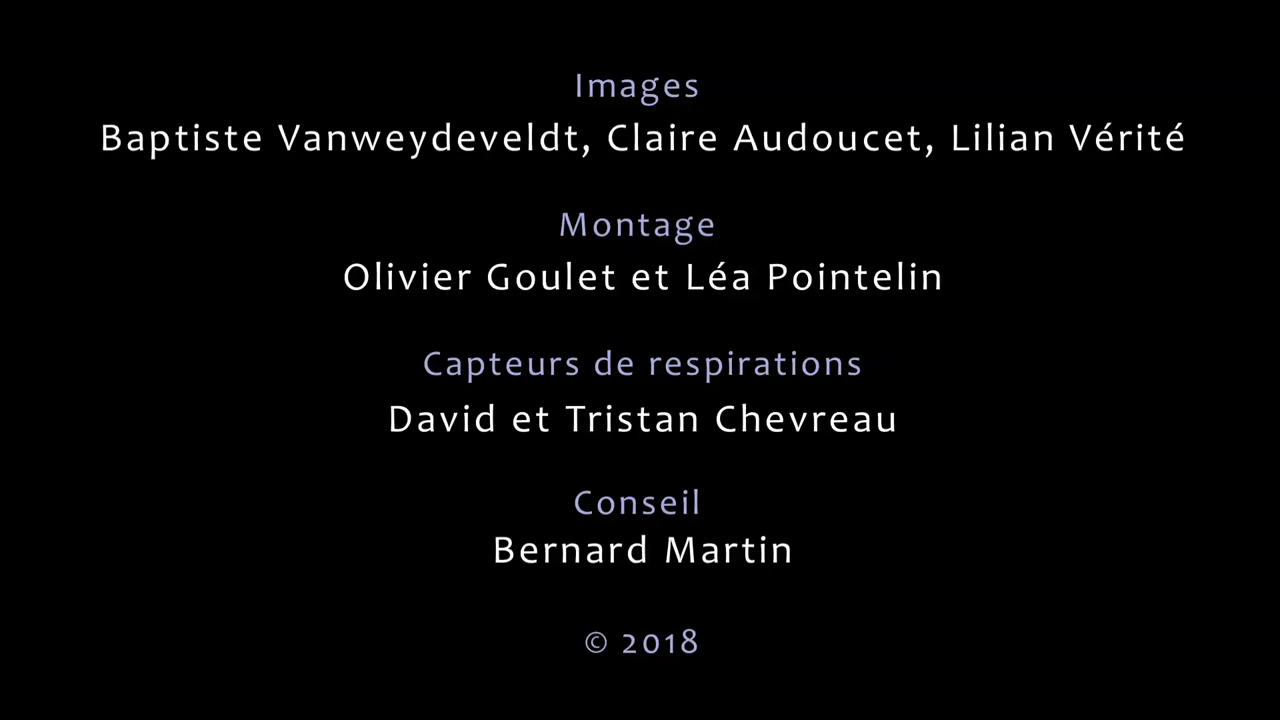 Images
Baptiste Vanweydeveldt, Claire Audoucet, Lilian Vérité
Montage
Olivier Goulet et Léa Pointelin
Capteurs de respirations
David et Tristan Chevreau
Conseil
Bernard Martin
© 2018